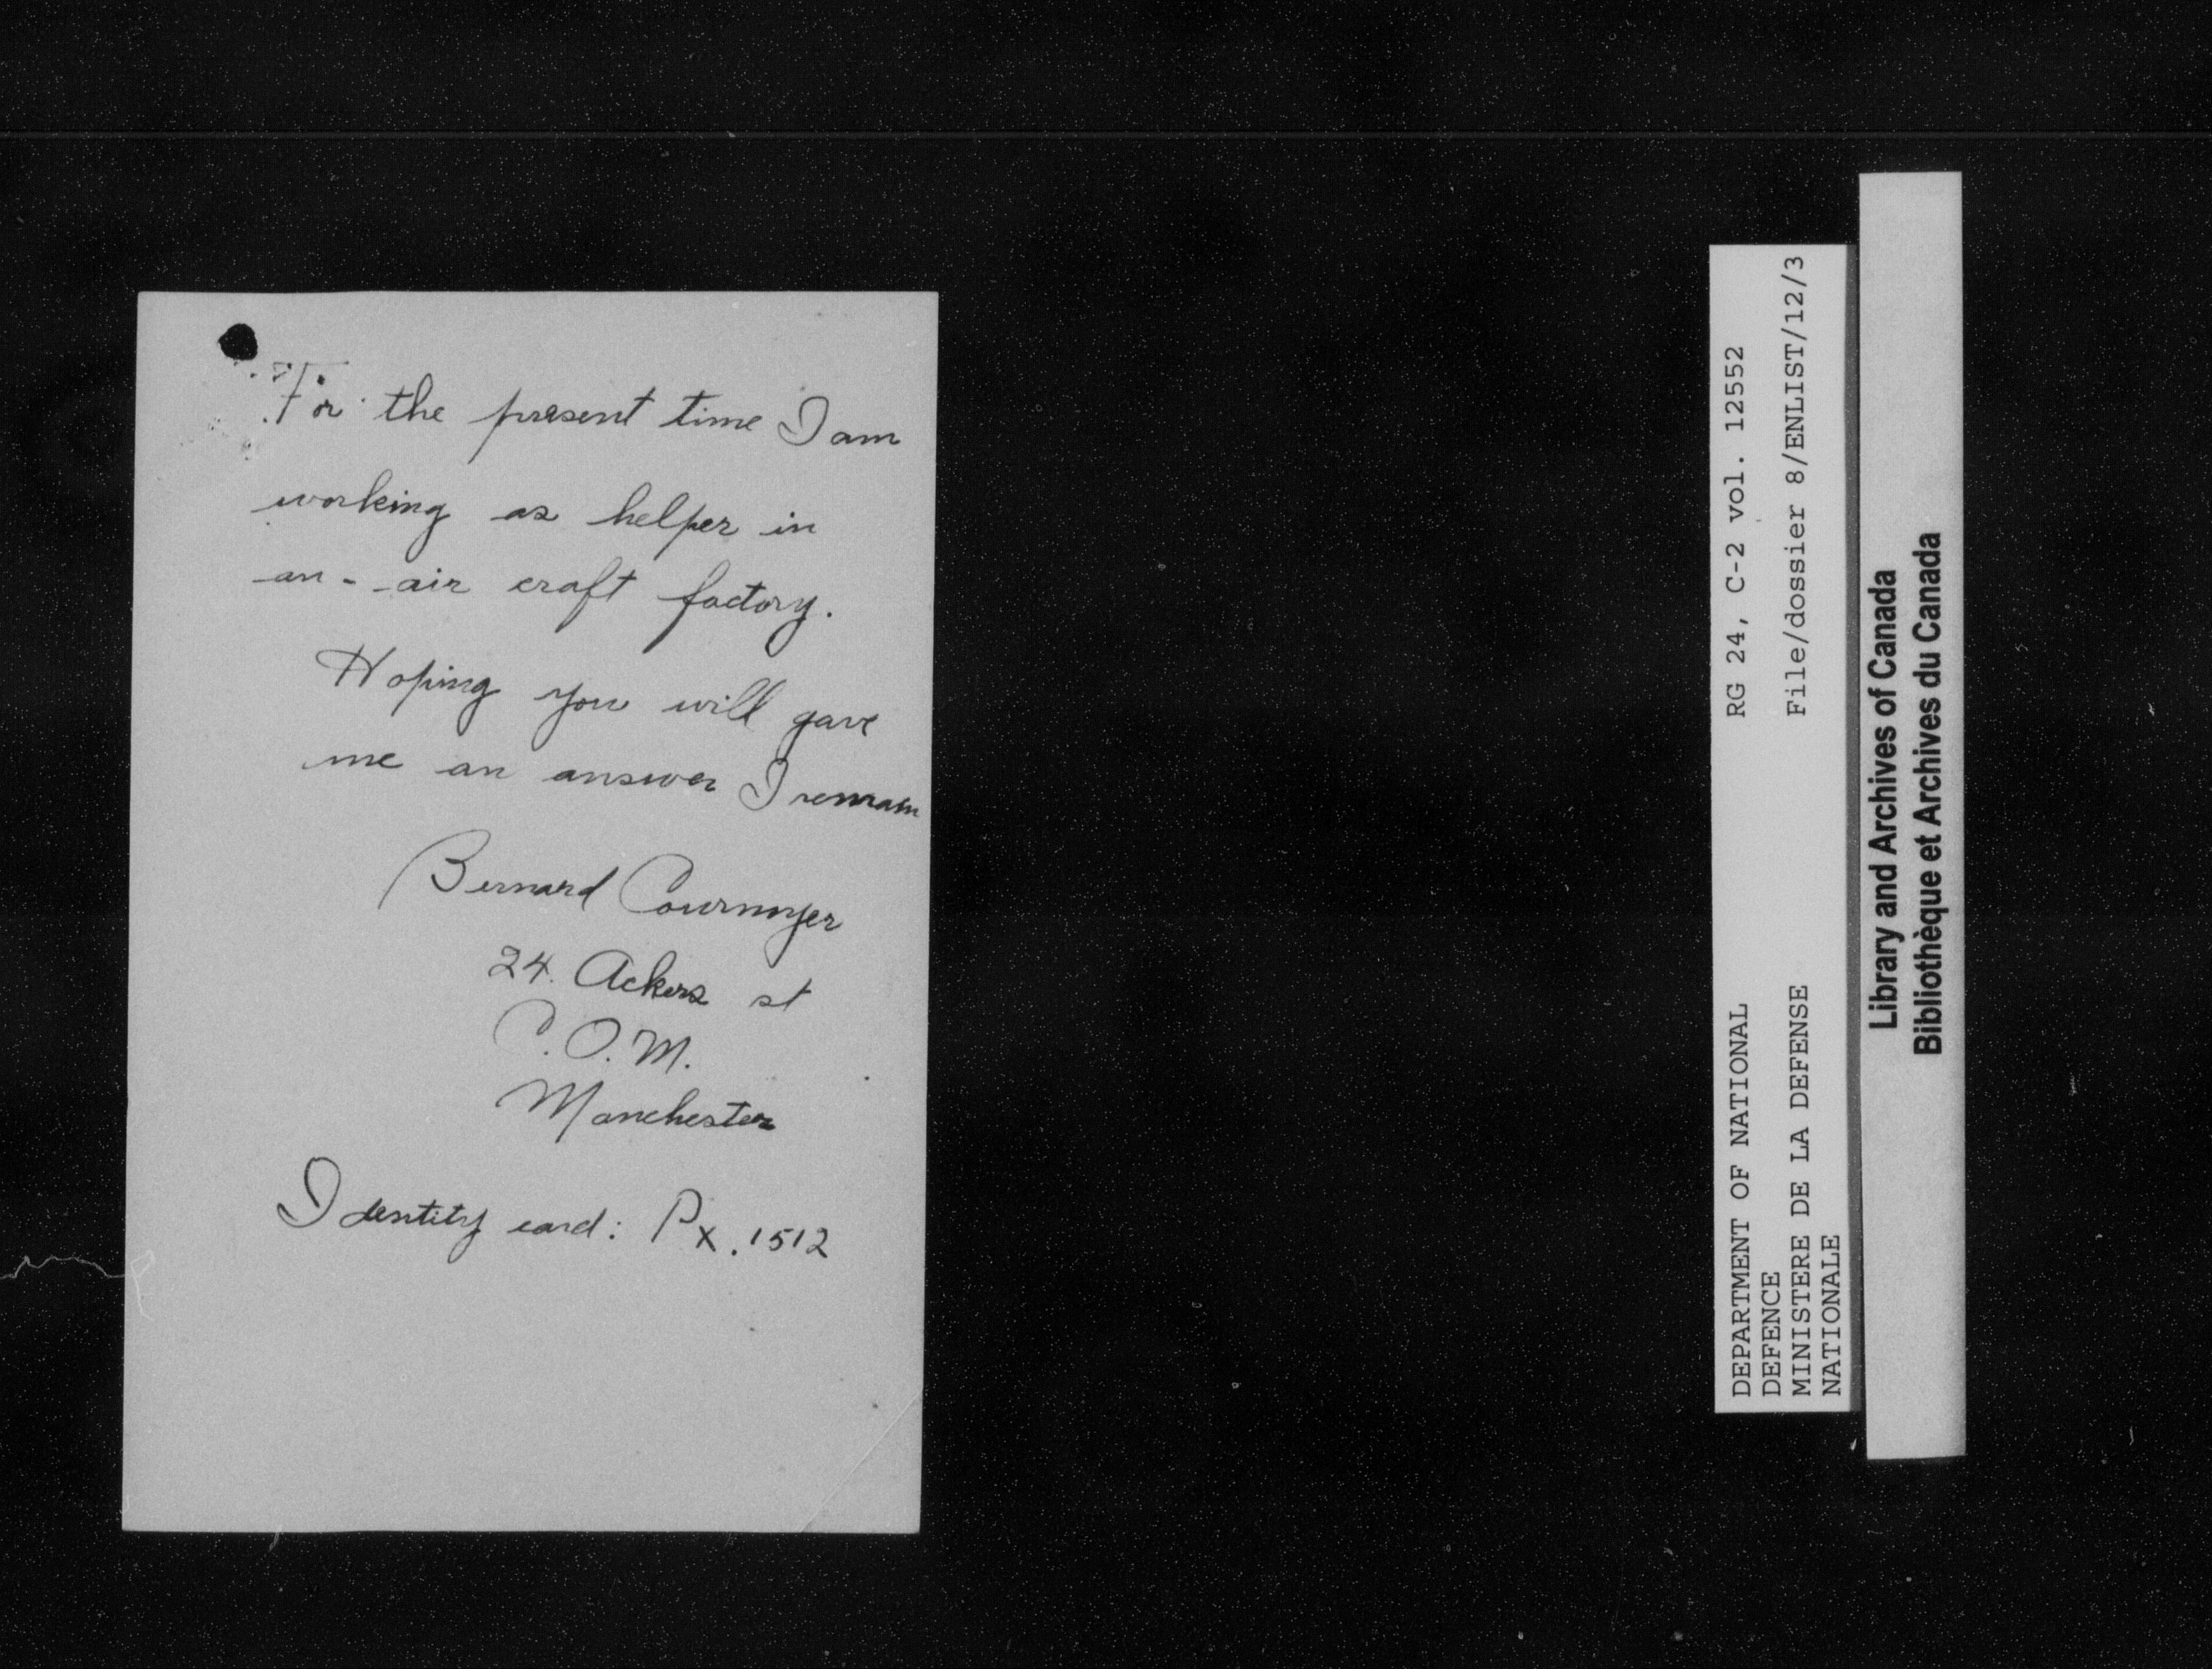 For the present time I am
working as helper in
an - air craft factory.
Hoping you will gave
me an answer I remain
Bernard Cournoyer
24. Ackers st
C.O.M.
Manchester
Identity card: Px. 1512
DEPARTMENT OF NATIONAL
DEFENCE
MINISTERE DE LA DEFENSE
NATIONALE
RG 24, C-2 vol. 12552
File/dossier 8/ENLIST/12/3
Library and Archives of Canada
Bibliothèque et Archives du Canada